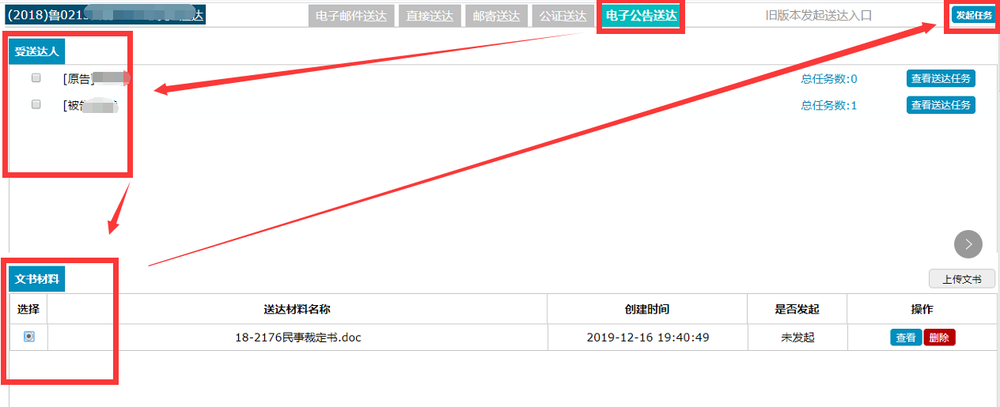 (2018)鲁021 送达 电子邮件送达 直接送达 邮寄送达 公证送达 电子公告送达 旧版本发起送达入口 发起任务
受送达人
[原告] 总任务数:0 查看送达任务
[被 总任务数:1 查看送达任务
文书材料 上传文书
选择 送达材料名称 创建时间 是否发起 操作
18-2176民事裁定书.doc 2019-12-16 19:40:49 未发起 查看 删除